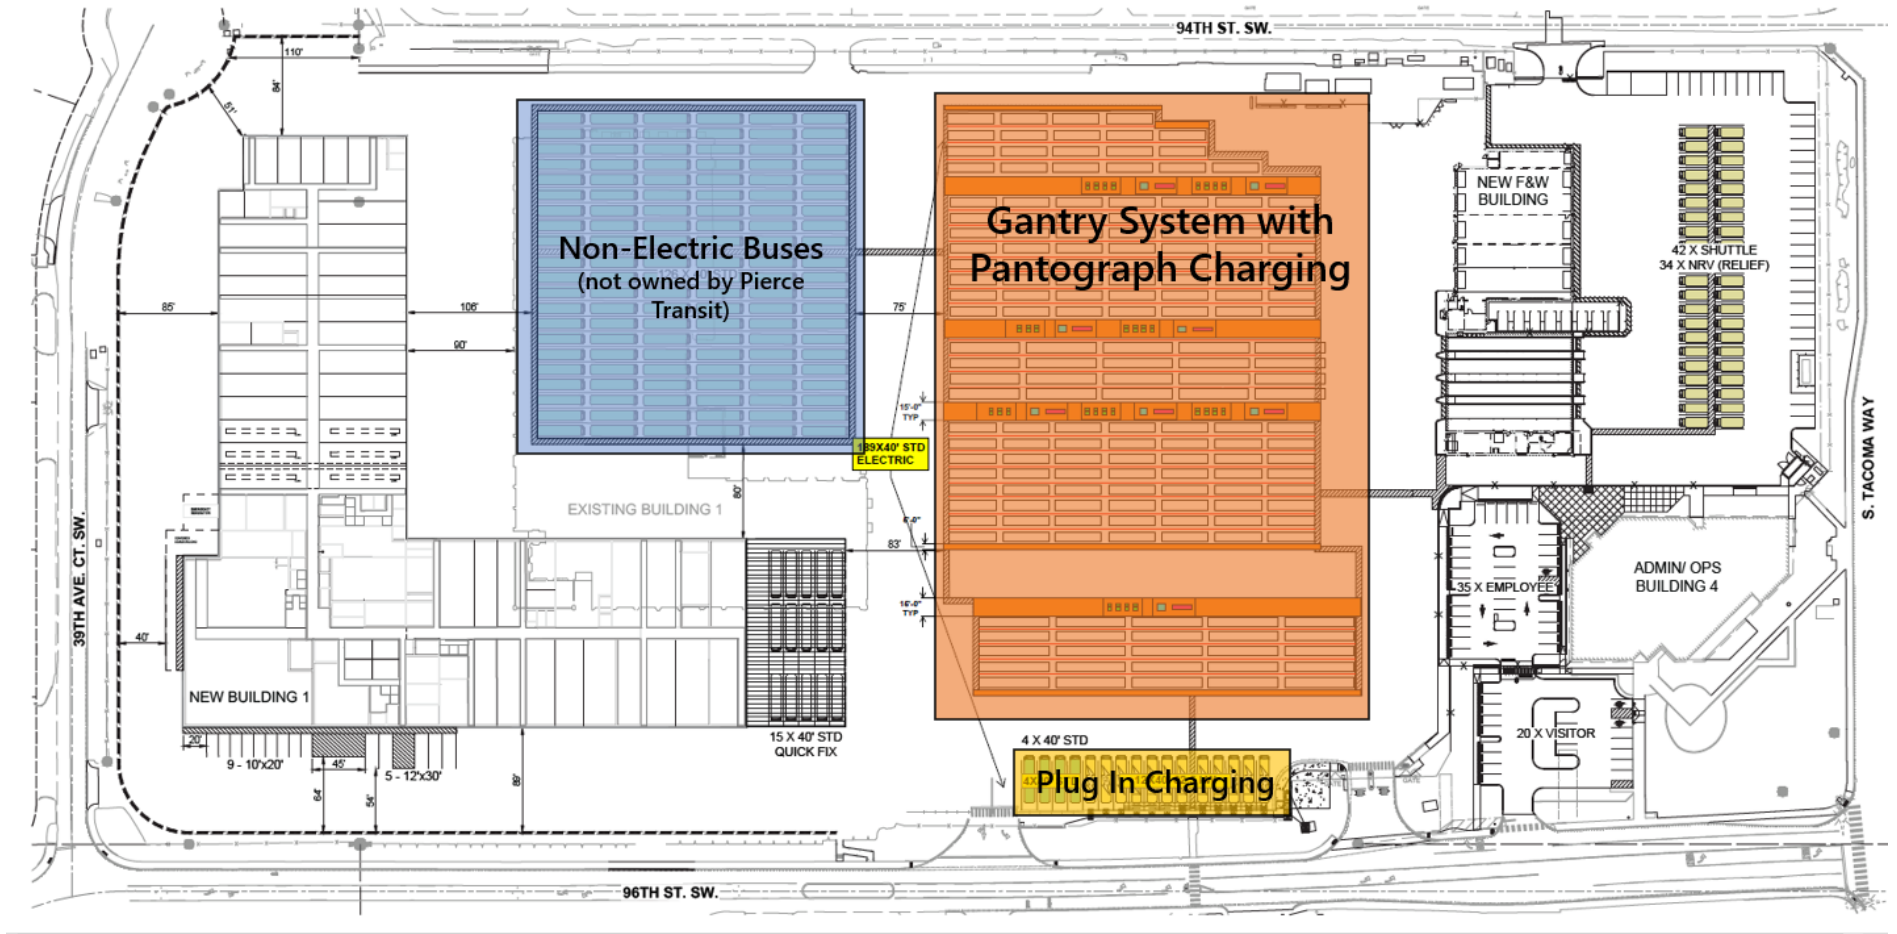 94TH ST. SW.
110'
84'
51'
Non-Electric Buses
(not owned by Pierce
Transit)
Gantry System with
Pantograph Charging
NEW F&W
BUILDING
42 X SHUTTLE
34 X NRV (RELIEF)
85'
106'
75'
90'
15'-0"
TYP
189X40' STD
ELECTRIC
80'
EXISTING BUILDING 1
S. TACOMA WAY
39TH AVE. CT. SW.
83'
35 X EMPLOYEE
ADMIN/ OPS
BUILDING 4
TYP
40'
NEW BUILDING 1
15 X 40' STD
QUICK FIX
20 X VISITOR
20'
9 - 10'x20'
45'
5 - 12'x30'
4 X 40' STD
Plug In Charging
GATE
64'
54'
89'
96TH ST. SW.